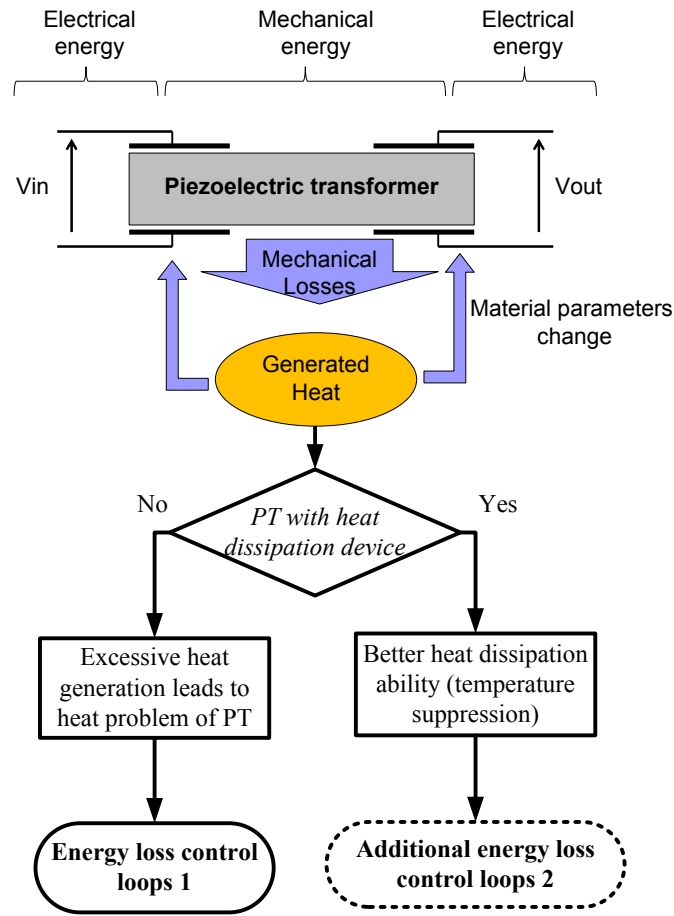 Electrical
energy
Mechanical
energy
Electrical
energy
Vin
Piezoelectric transformer
Vout
Mechanical
Losses
Material parameters
change
Generated
Heat
No
Yes
PT with heat
dissipation device
Excessive heat
generation leads to
heat problem of PT
Better heat dissipation
ability (temperature
suppression)
Energy loss control
loops 1
Additional energy loss
control loops 2